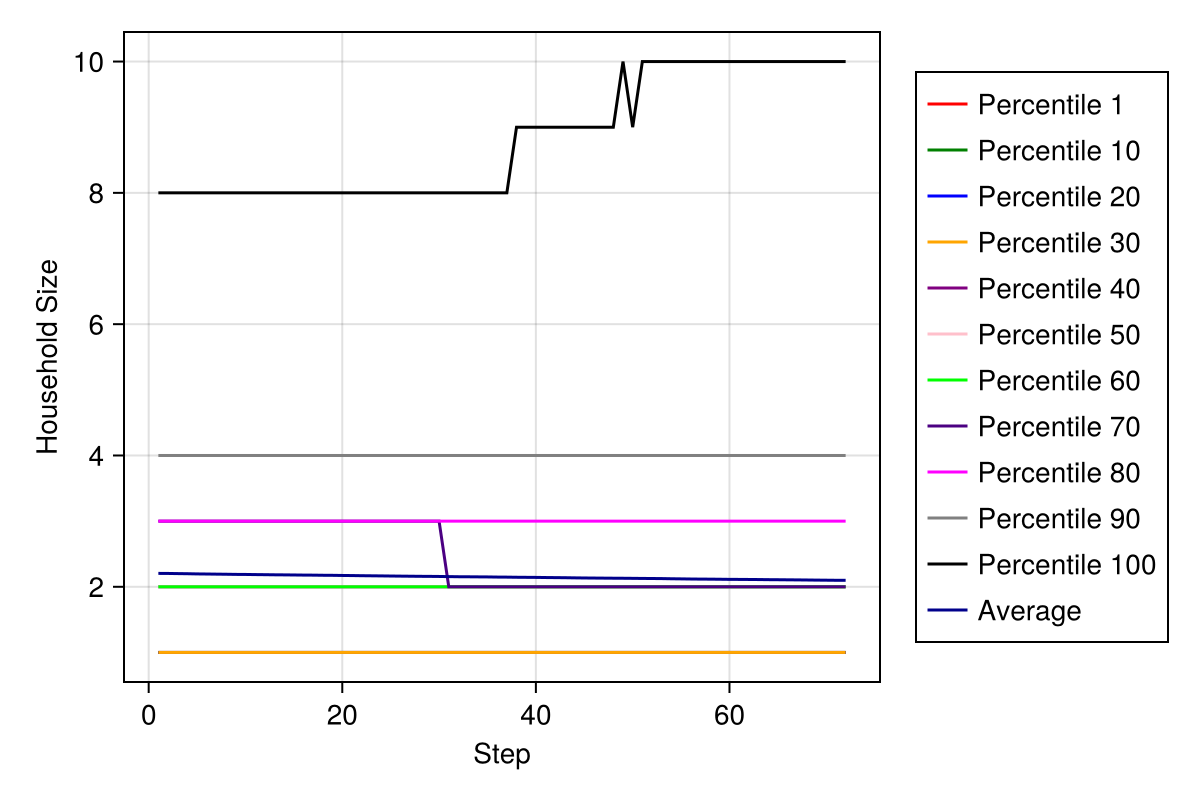 10
8
6
4
2
Household Size
0 20 40 60
Step
Percentile 1
Percentile 10
Percentile 20
Percentile 30
Percentile 40
Percentile 50
Percentile 60
Percentile 70
Percentile 80
Percentile 90
Percentile 100
Average